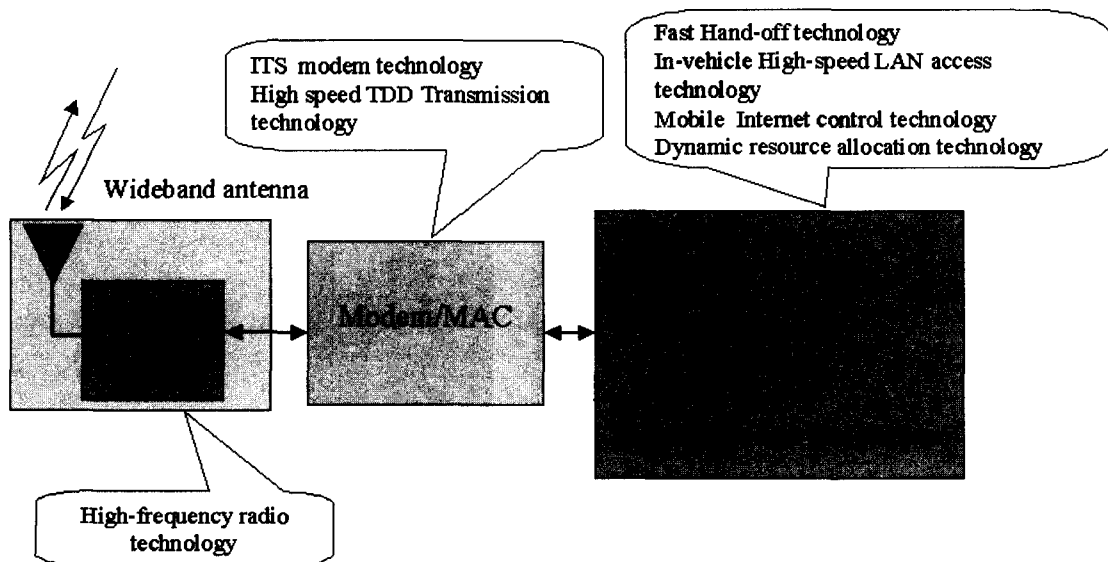 Fast Hand-off technology
In-vehicle High-speed LAN access
technology
Mobile Internet control technology
Dynamic resource allocation technology
ITS modem technology
High speed TDD Transmission
technology
Wideband antenna
Modem/MAC
High-frequency radio
technology